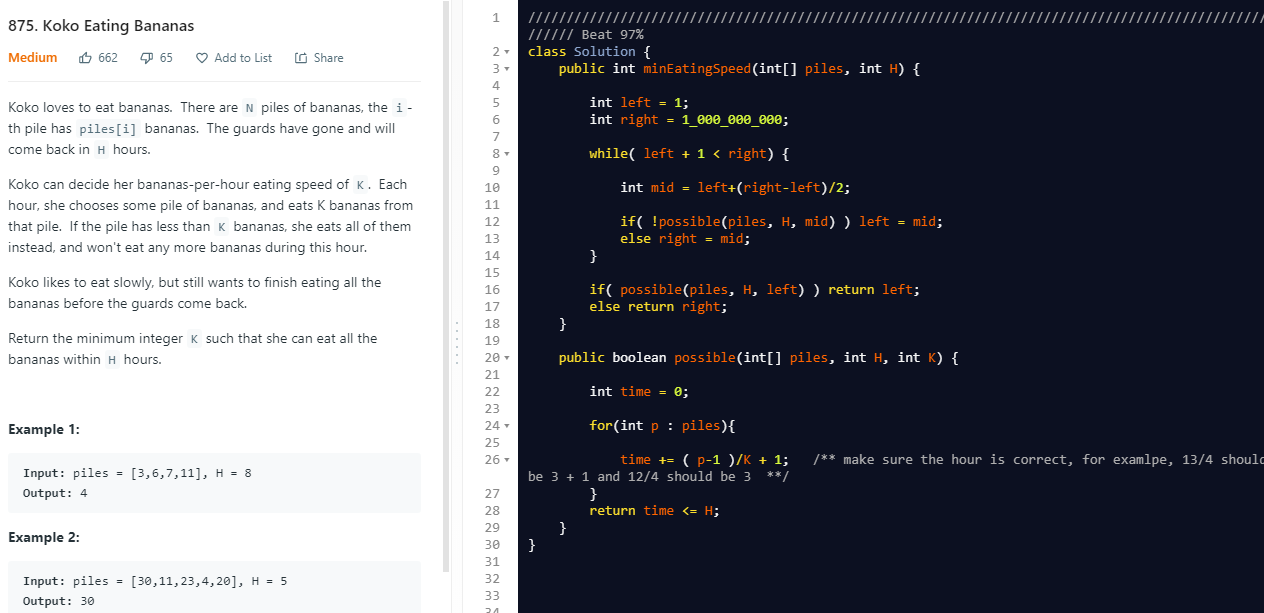 875. Koko Eating Bananas
Medium 662 65 Add to List Share
Koko loves to eat bananas. There are N piles of bananas, the i -
th pile has piles[i] bananas. The guards have gone and will
come back in H hours.
Koko can decide her bananas-per-hour eating speed of K. Each
hour, she chooses some pile of bananas, and eats K bananas from
that pile. If the pile has less than K bananas, she eats all of them
instead, and won't eat any more bananas during this hour.
Koko likes to eat slowly, but still wants to finish eating all the
bananas before the guards come back.
Return the minimum integer K such that she can eat all the
bananas within H hours.
Example 1:
Input: piles = [3,6,7,11], H = 8
Output: 4
Example 2:
Input: piles = [30,11,23,4,20], H = 5
Output: 30
1 ////////////////////////////////////////////////////////////////////////////////////////////////
////// Beat 97%
2 class Solution {
3 public int minEatingSpeed(int[] piles, int H) {
4
5 int left = 1;
6 int right = 1_000_000_000;
7
8 while( left + 1 < right) {
9
10 int mid = left+(right-left)/2;
11
12 if( !possible(piles, H, mid) ) left = mid;
13 else right = mid;
14 }
15
16 if( possible(piles, H, left) ) return left;
17 else return right;
18 }
19
20 public boolean possible(int[] piles, int H, int K) {
21
22 int time = 0;
23
24 for(int p : piles){
25
26 time += ( p-1 )/K + 1; /** make sure the hour is correct, for examlpe, 13/4 should
be 3 + 1 and 12/4 should be 3 **/
27 }
28 return time <= H;
29 }
30 }
31
32
33
34